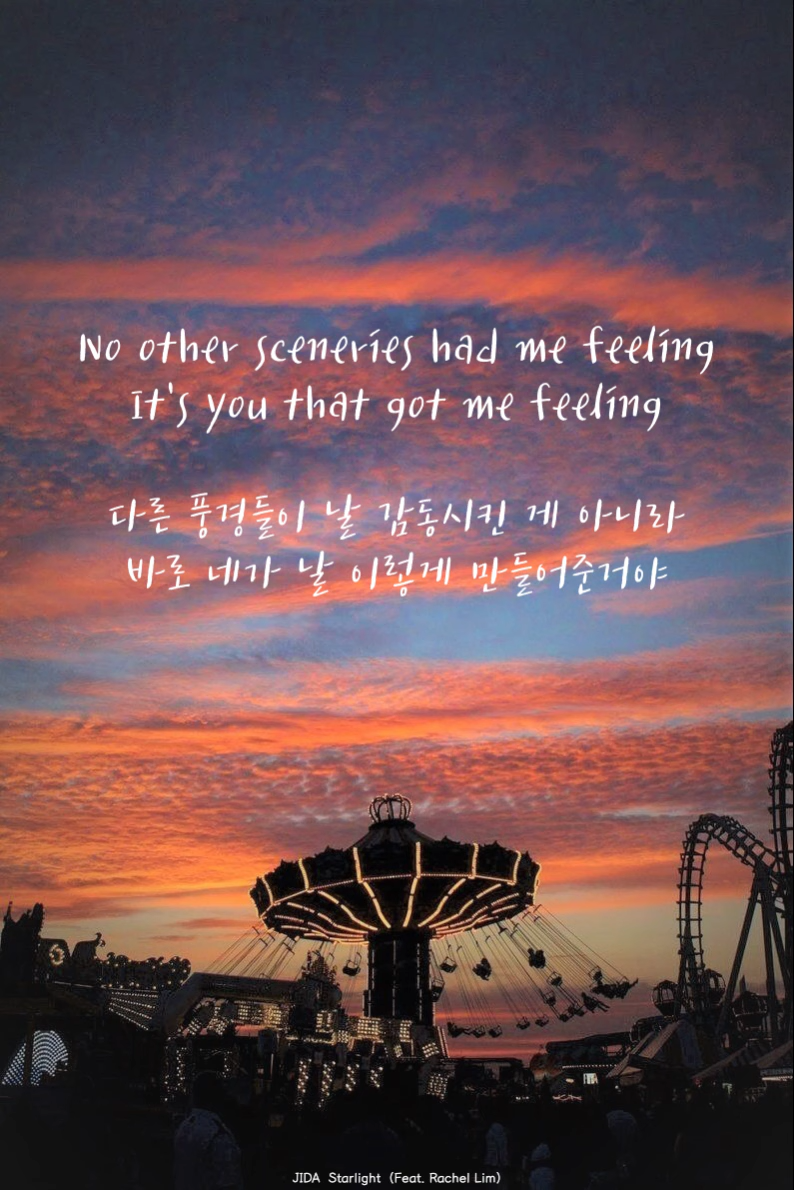 No other sceneries had me feeling
It's you that got me feeling
다른 풍경들이 날 감동시킨 게 아니라
바로 네가 날 이렇게 만들어준거야
JIDA Starlight (Feat. Rachel Lim)